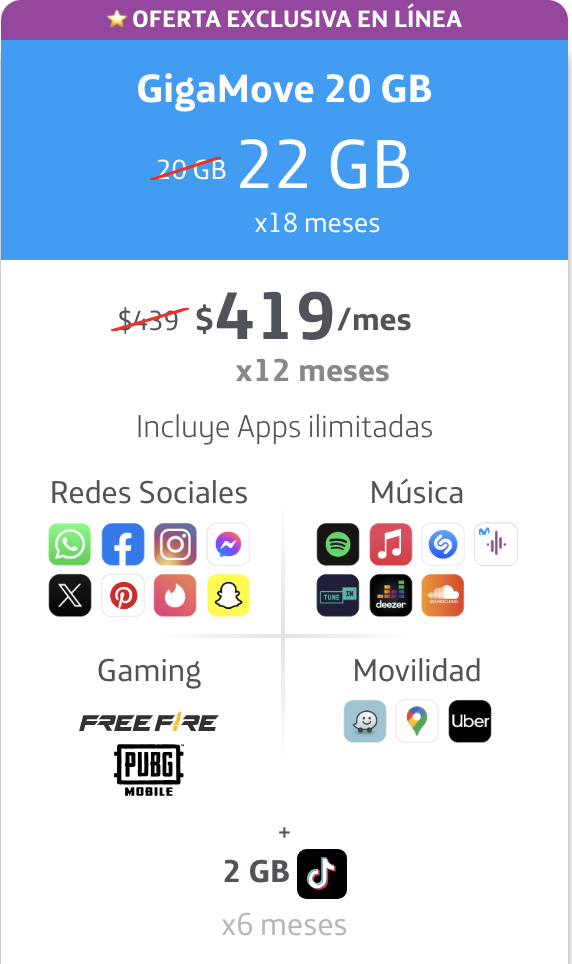 OFERTA EXCLUSIVA EN LÍNEA
GigaMove 20 GB
20 GB 22 GB
x18 meses
$439 $419/mes
x12 meses
Incluye Apps ilimitadas
Redes Sociales
Música
TUNE IN
deezer
SOUNDCLOUD
Gaming
FREE FIRE
PUBG
MOBILE
Movilidad
Uber
+
2 GB
x6 meses